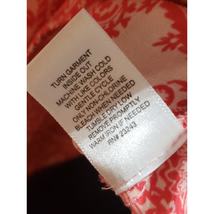 TURN GARMENT
INSIDE OUT
MACHINE WASH COLD
GENTLE CYCLE
WITH LIKE COLORS
ONLY NON-CHLORINE
BLEACH WHEN NEEDED
TUMBLE DRY LOW
REMOVE PROMPTLY
WARM IRON IF NEEDED
RN# 23243